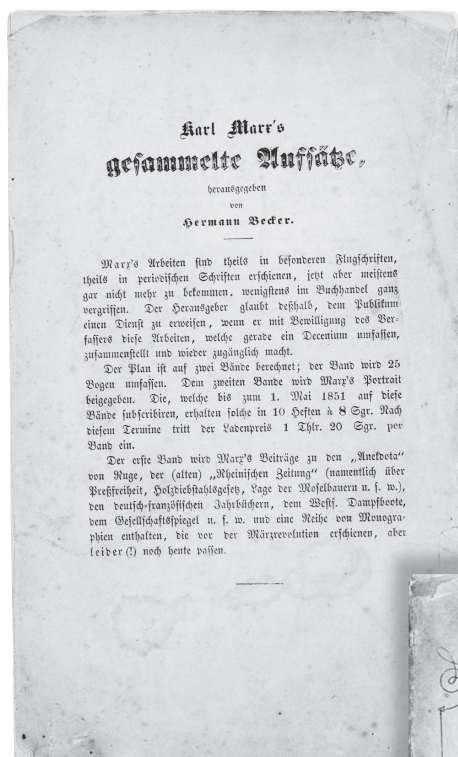 Karl Marx's
gesammelte Aufsätze,
herausgegeben
von
Hermann Becker.
Marx's Arbeiten sind theils in besonderen Flugschriften,
theils in periodischen Schriften erschienen, jetzt aber meistens
gar nicht mehr zu bekommen, wenigstens im Buchhandel ganz
vergriffen. Der Herausgeber glaubt deßhalb, dem Publikum
einen Dienst zu erweisen, wenn er mit Bewilligung des Ver-
fassers diese Arbeiten, welche gerade ein Decenium umfassen,
zusammenstellt und wieder zugänglich macht.
Der Plan ist auf zwei Bände berechnet; der Band wird 25
Bogen umfassen. Dem zweiten Bande wird Marx's Portrait
beigegeben. Die, welche bis zum 1. Mai 1851 auf diese
Bände subscribiren, erhalten solche in 10 Heften à 8 Sgr. Nach
diesem Termine tritt der Ladenpreis 1 Thlr. 20 Sgr. per
Band ein.
Der erste Band wird Marx's Beiträge zu den „Anekdota“
von Ruge, der (alten) „Rheinischen Zeitung“ (namentlich über
Preßfreiheit, Holzdiebstahlsgesetz, Lage der Moselbauern u. s. w.),
den deutsch-französischen Jahrbüchern, dem Westf. Dampfboote,
dem Gesellschaftsspiegel u. s. w. und eine Reihe von Monogra-
phien enthalten, die vor der Märzrevolution erschienen, aber
leider (!) noch heute passen.